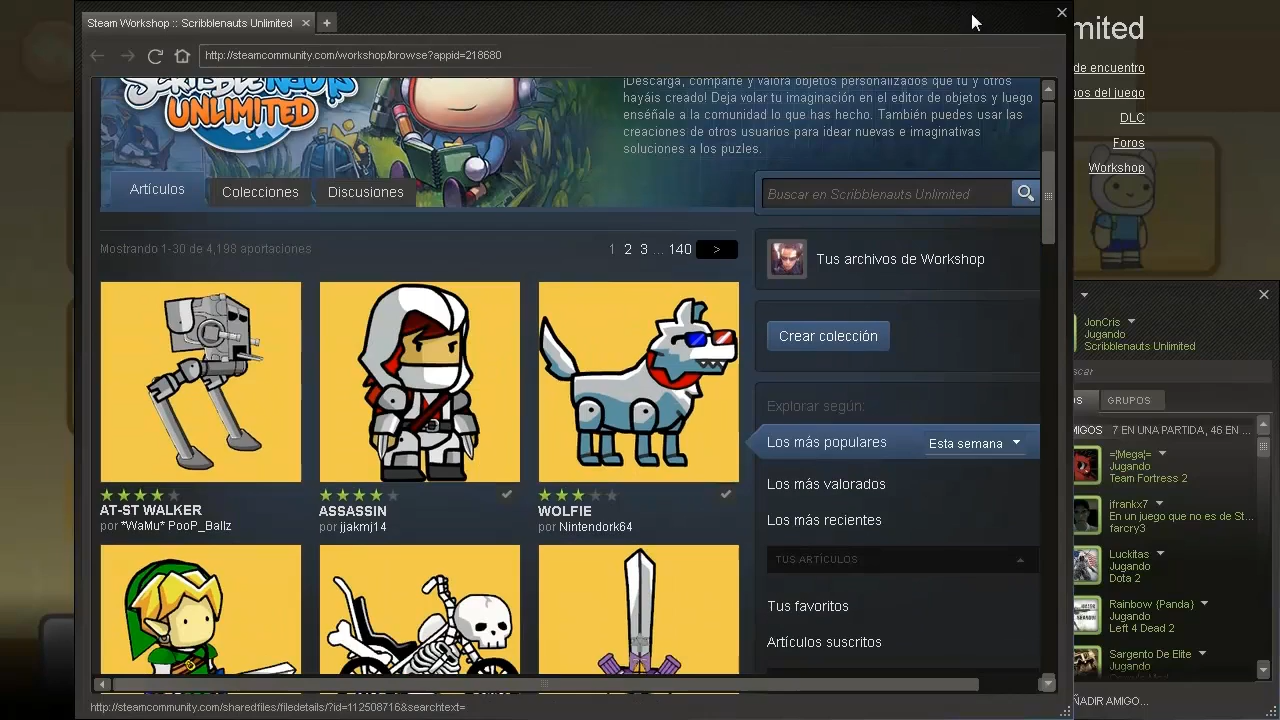 Steam Workshop :: Scribblenauts Unlimited
http://steamcommunity.com/workshop/browse?appid=218680
SCRIBBLENAUTS
UNLIMITED
¡Descarga, comparte y valora objetos personalizados que tú y otros
hayáis creado! Deja volar tu imaginación en el editor de objetos y luego
enséñale a la comunidad lo que has hecho. También puedes usar las
creaciones de otros usuarios para idear nuevas e imaginativas
soluciones a los puzles.
Artículos
Colecciones
Discusiones
Buscar en Scribblenauts Unlimited
Mostrando 1-30 de 4,198 aportaciones
1 2 3 ... 140 >
Tus archivos de Workshop
Crear colección
Explorar según:
Los más populares
Esta semana
Los más valorados
Los más recientes
TUS ARTÍCULOS
Tus favoritos
Artículos suscritos
AT-ST WALKER
por *WaMu* PooP_Ballz
ASSASSIN
por jjakmj14
WOLFIE
por Nintendork64
http://steamcommunity.com/sharedfiles/filedetails/?id=112508716&searchtext=
mited
de encuentro
pos del juego
DLC
Foros
Workshop
JonCris
Jugando
Scribblenauts Unlimited
scar
OS
GRUPOS
MIGOS 7 EN UNA PARTIDA, 46 EN ...
=¦Mega¦=
Jugando
Team Fortress 2
jfrankx7
En un juego que no es de St...
farcry3
Luckitas
Jugando
Dota 2
Rainbow {Panda}
Jugando
Left 4 Dead 2
Sargento De Elite
Jugando
ÑADIR AMIGO...